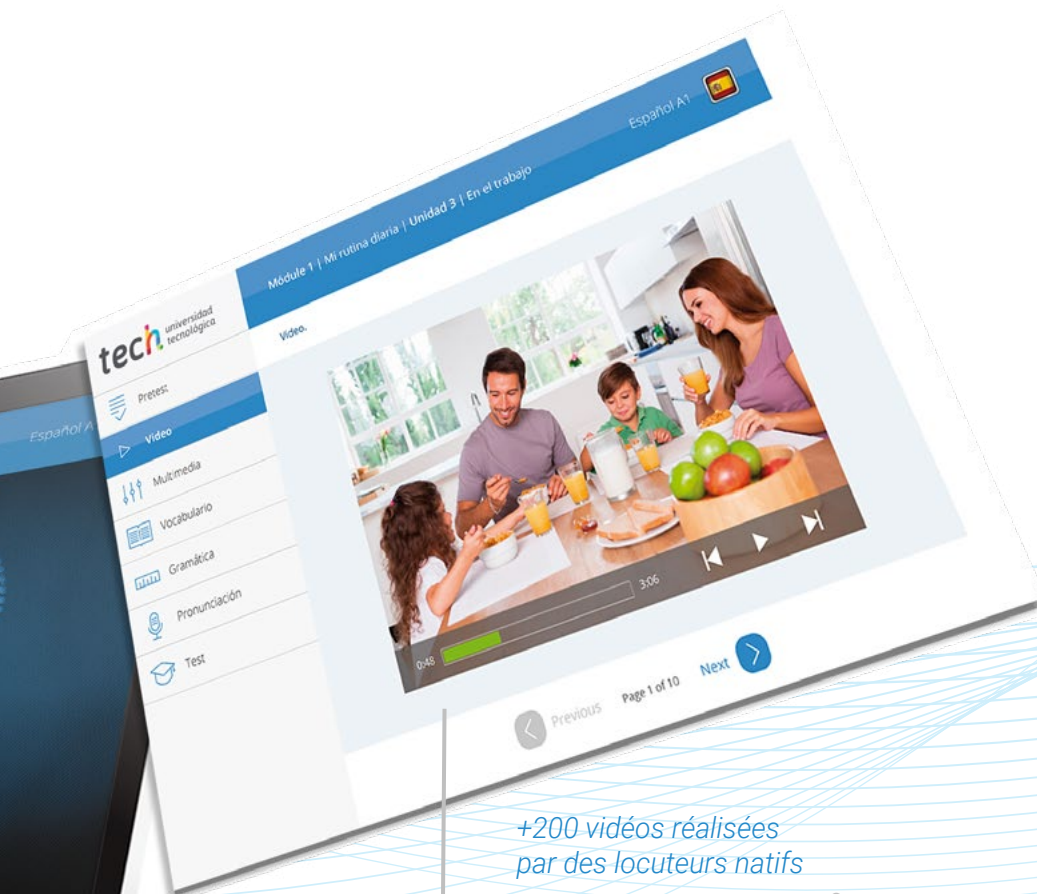 Español A1
Módule 1 | Mi rutina diaria | Unidad 3 | En el trabajo
tech universidad
tecnológica
Video.
Pretest
Video
Multimedia
Vocabulario
Gramática
Pronunciación
Test
0:48
3:06
Previous
Page 1 of 10
Next
Español A
+200 vidéos réalisées
par des locuteurs natifs